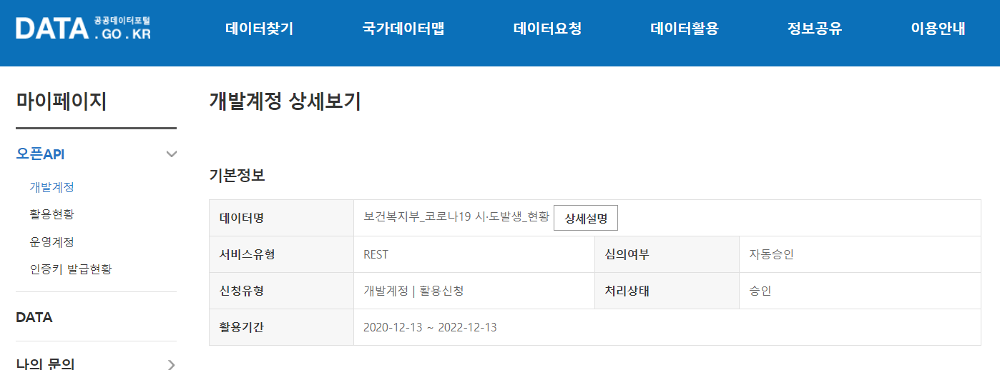 DATA 공공데이터포털
. GO . KR
데이터찾기 국가데이터맵 데이터요청 데이터활용 정보공유 이용안내
마이페이지
오픈API
개발계정
활용현황
운영계정
인증키 발급현황
DATA
나의 문의
개발계정 상세보기
기본정보
데이터명 보건복지부_코로나19 시·도발생_현황 상세설명
서비스유형 REST 심의여부 자동승인
신청유형 개발계정 | 활용신청 처리상태 승인
활용기간 2020-12-13 ~ 2022-12-13